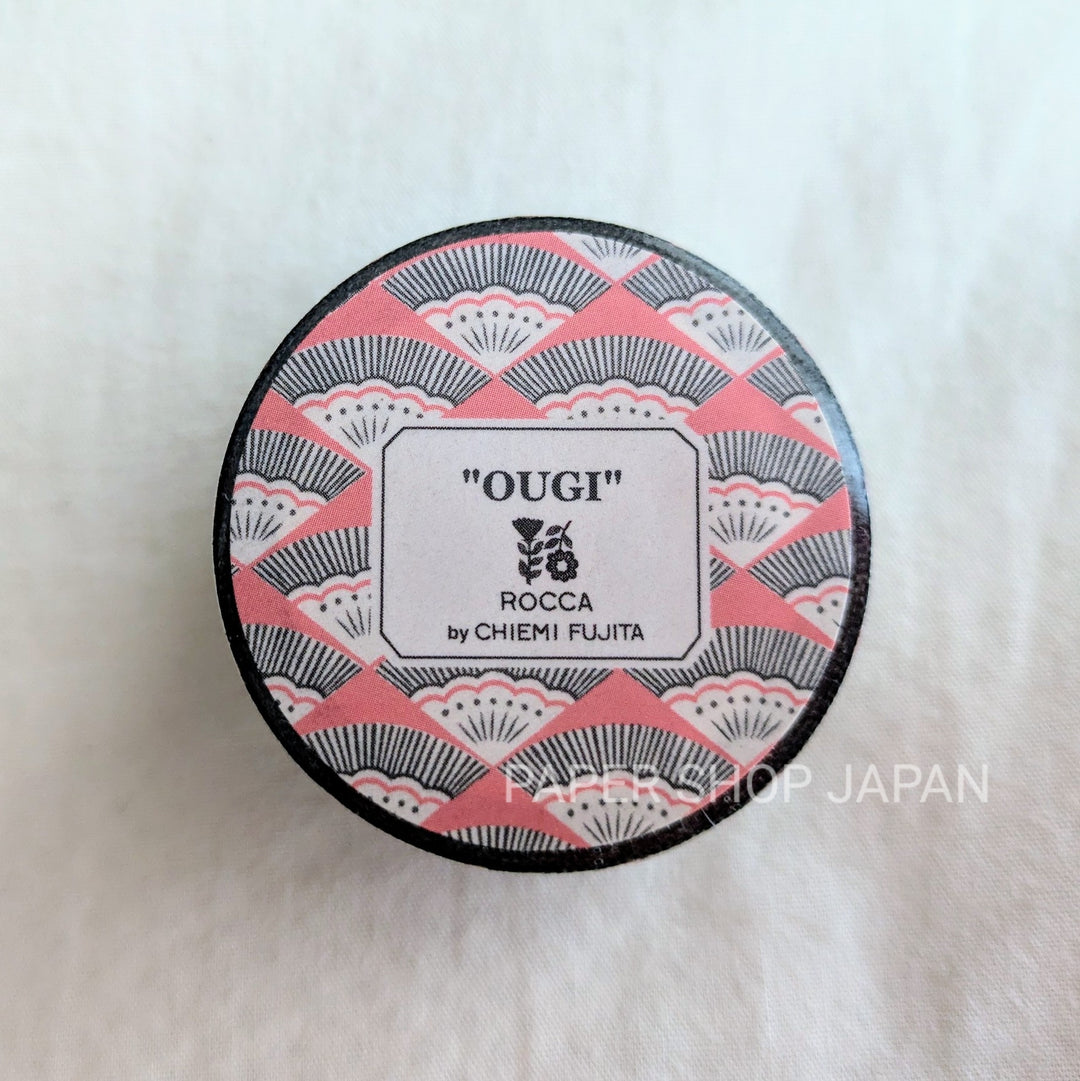 "OUGI"
ROCCA
by CHIEMI FUJITA
PAPER SHOP JAPAN